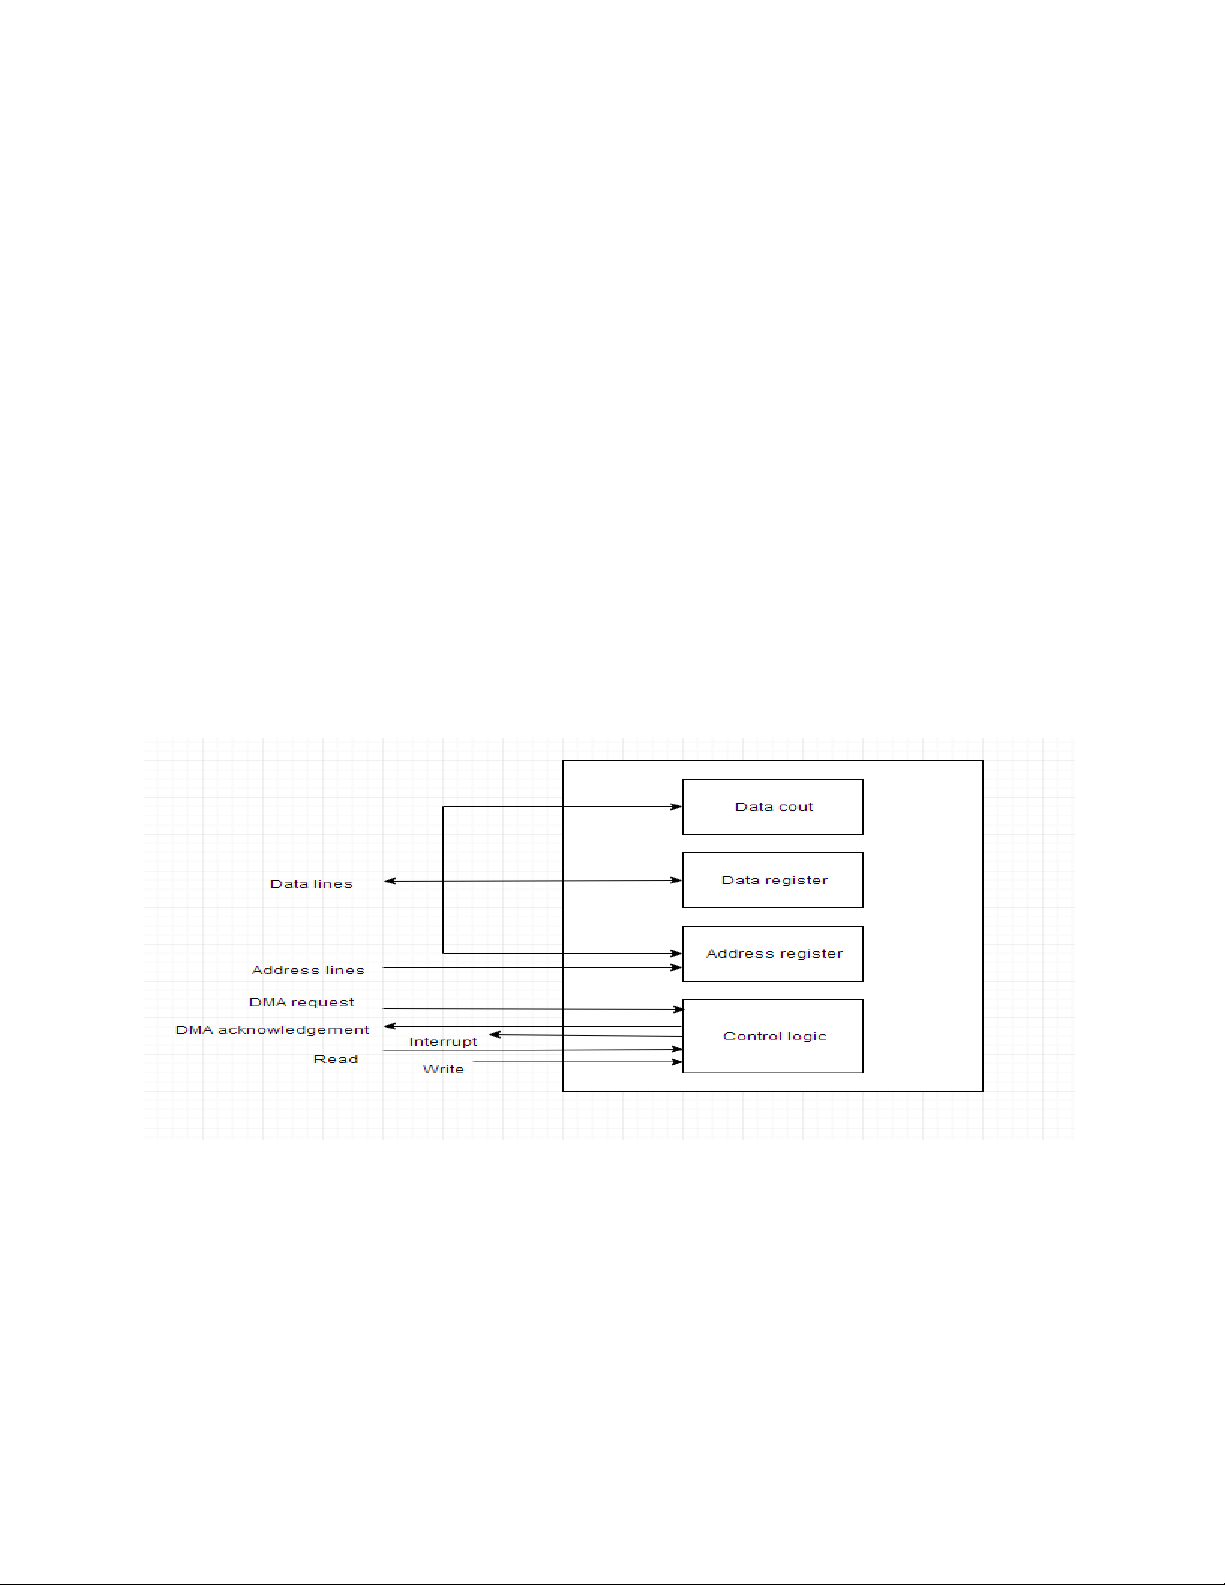 Data cout
Data lines
Data register
Address register
Address lines
DMA request
DMA acknowledgement
Control logic
Interrupt
Read
Write